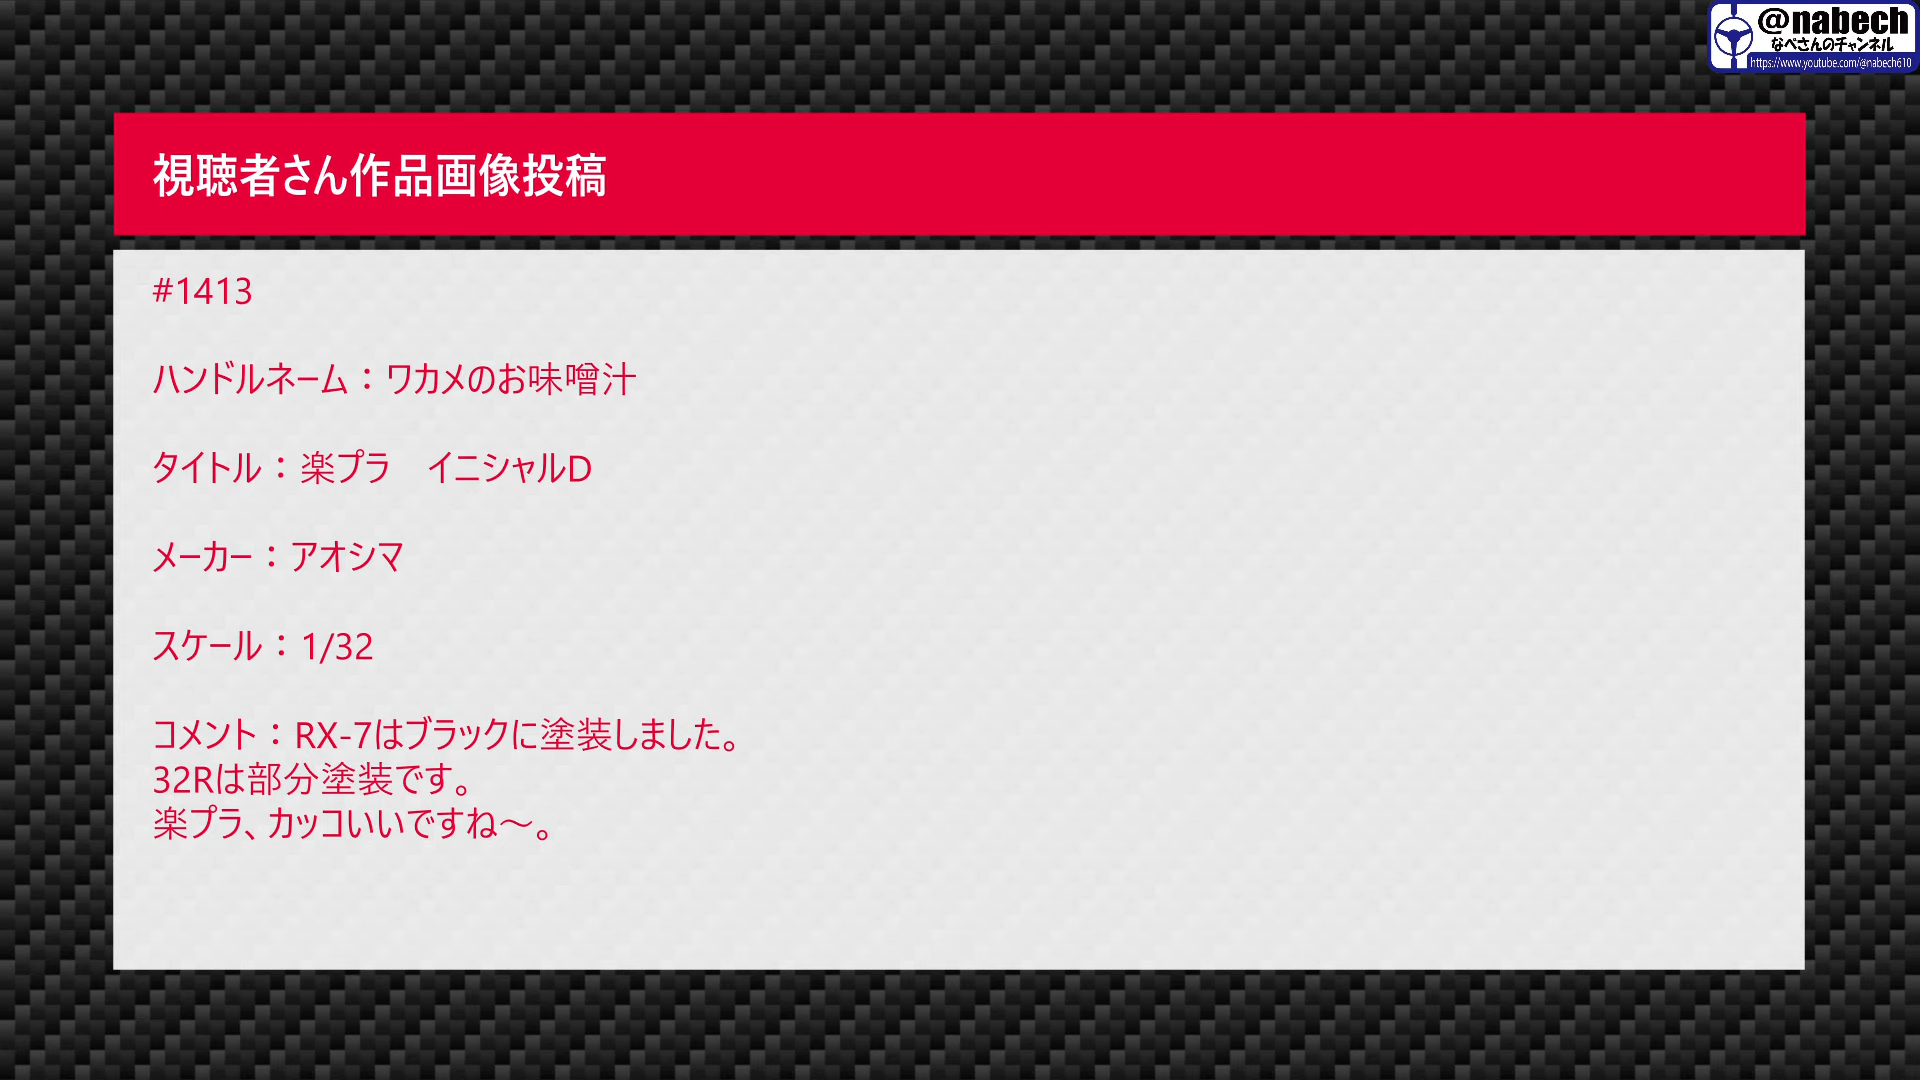 @nabech
なべさんのチャンネル
https://www.youtube.com/@nabech610
視聴者さん作品画像投稿
#1413
ハンドルネーム：ワカメのお味噌汁
タイトル：楽プラ　イニシャルD
メーカー：アオシマ
スケール：1/32
コメント：RX-7はブラックに塗装しました。
32Rは部分塗装です。
楽プラ、カッコいいですね～。